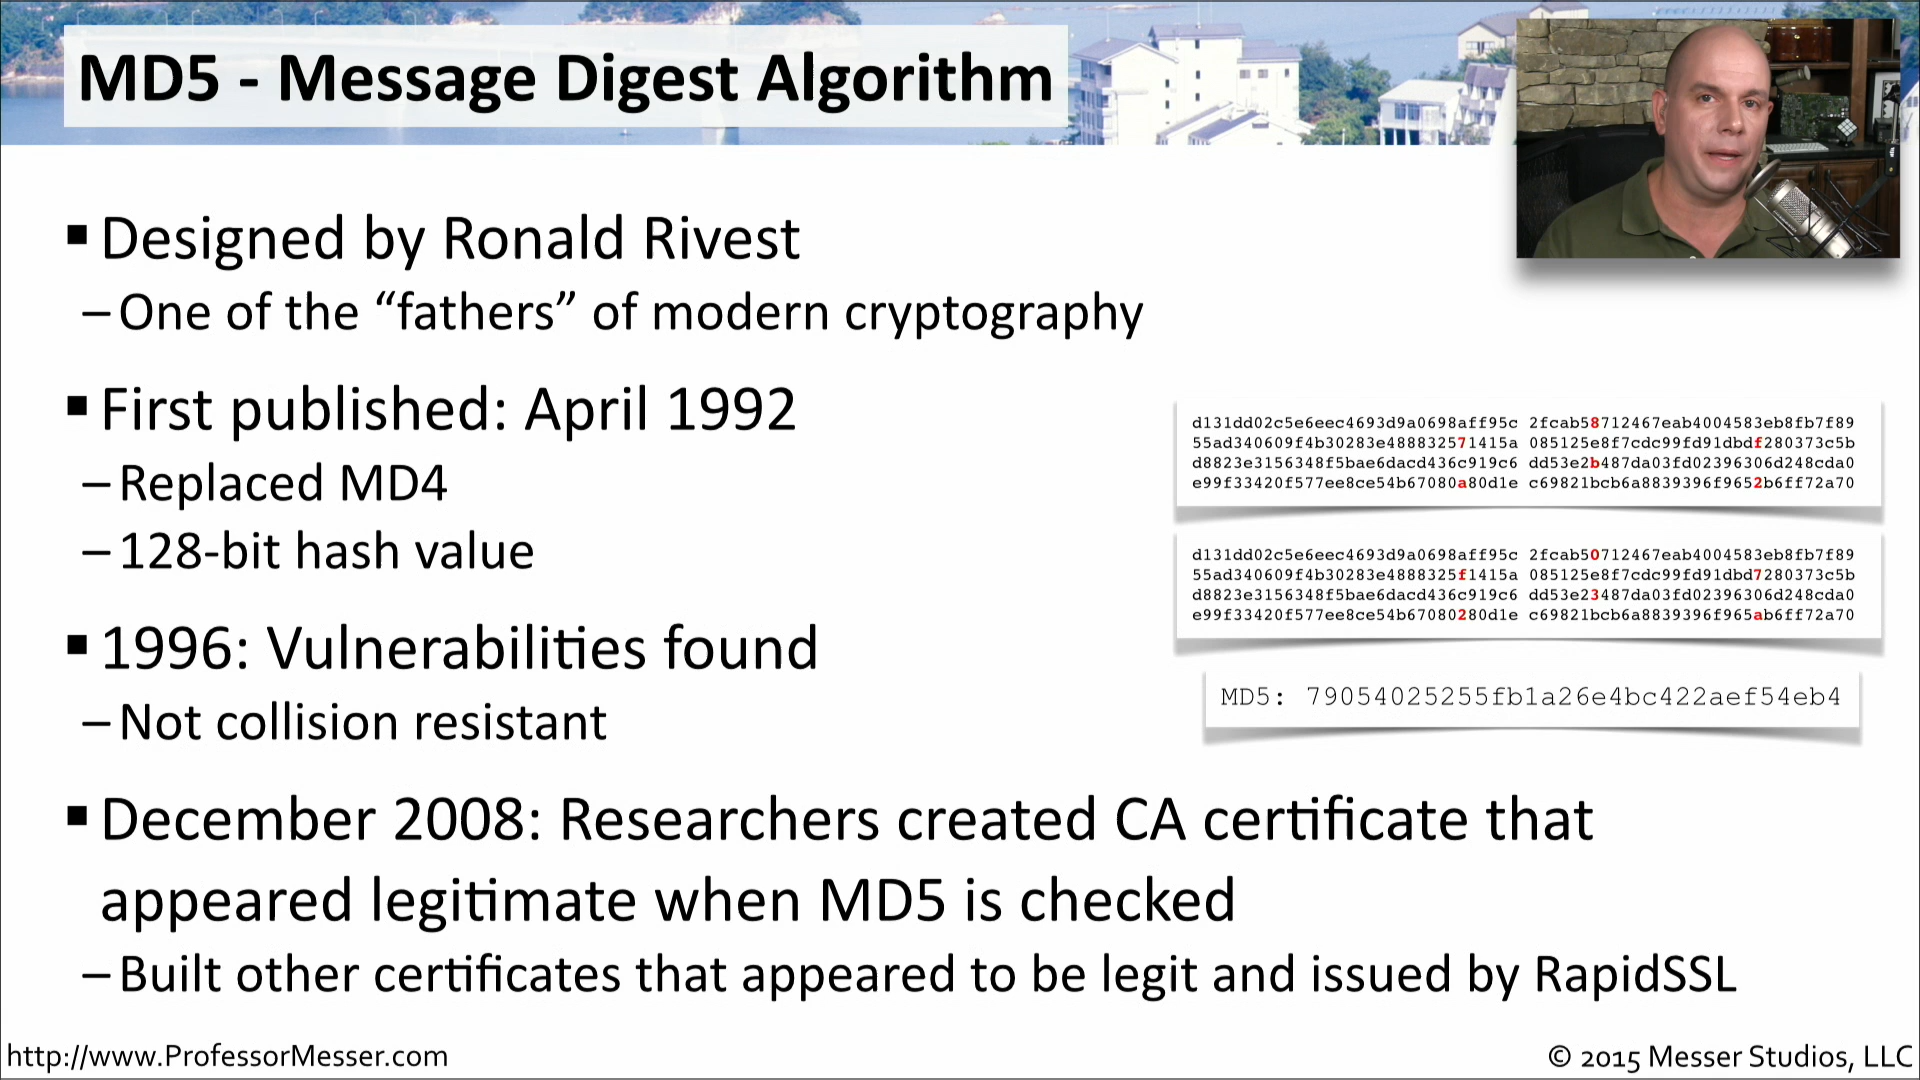 MD5 - Message Digest Algorithm
▪ Designed by Ronald Rivest
– One of the “fathers” of modern cryptography
▪ First published: April 1992
– Replaced MD4
– 128-bit hash value
▪ 1996: Vulnerabilities found
– Not collision resistant
▪ December 2008: Researchers created CA certificate that
appeared legitimate when MD5 is checked
– Built other certificates that appeared to be legit and issued by RapidSSL
d131dd02c5e6eec4693d9a0698aff95c 2fcab58712467eab4004583eb8fb7f89
55ad340609f4b30283e488832571415a 085125e8f7cdc99fd91dbdf280373c5b
d8823e3156348f5bae6dacd436c919c6 dd53e2b487da03fd02396306d248cda0
e99f33420f577ee8ce54b67080a80d1e c69821bcb6a8839396f9652b6ff72a70
d131dd02c5e6eec4693d9a0698aff95c 2fcab50712467eab4004583eb8fb7f89
55ad340609f4b30283e4888325f1415a 085125e8f7cdc99fd91dbd7280373c5b
d8823e3156348f5bae6dacd436c919c6 dd53e23487da03fd02396306d248cda0
e99f33420f577ee8ce54b67080280d1e c69821bcb6a8839396f965ab6ff72a70
MD5: 79054025255fb1a26e4bc422aef54eb4
http://www.ProfessorMesser.com
© 2015 Messer Studios, LLC